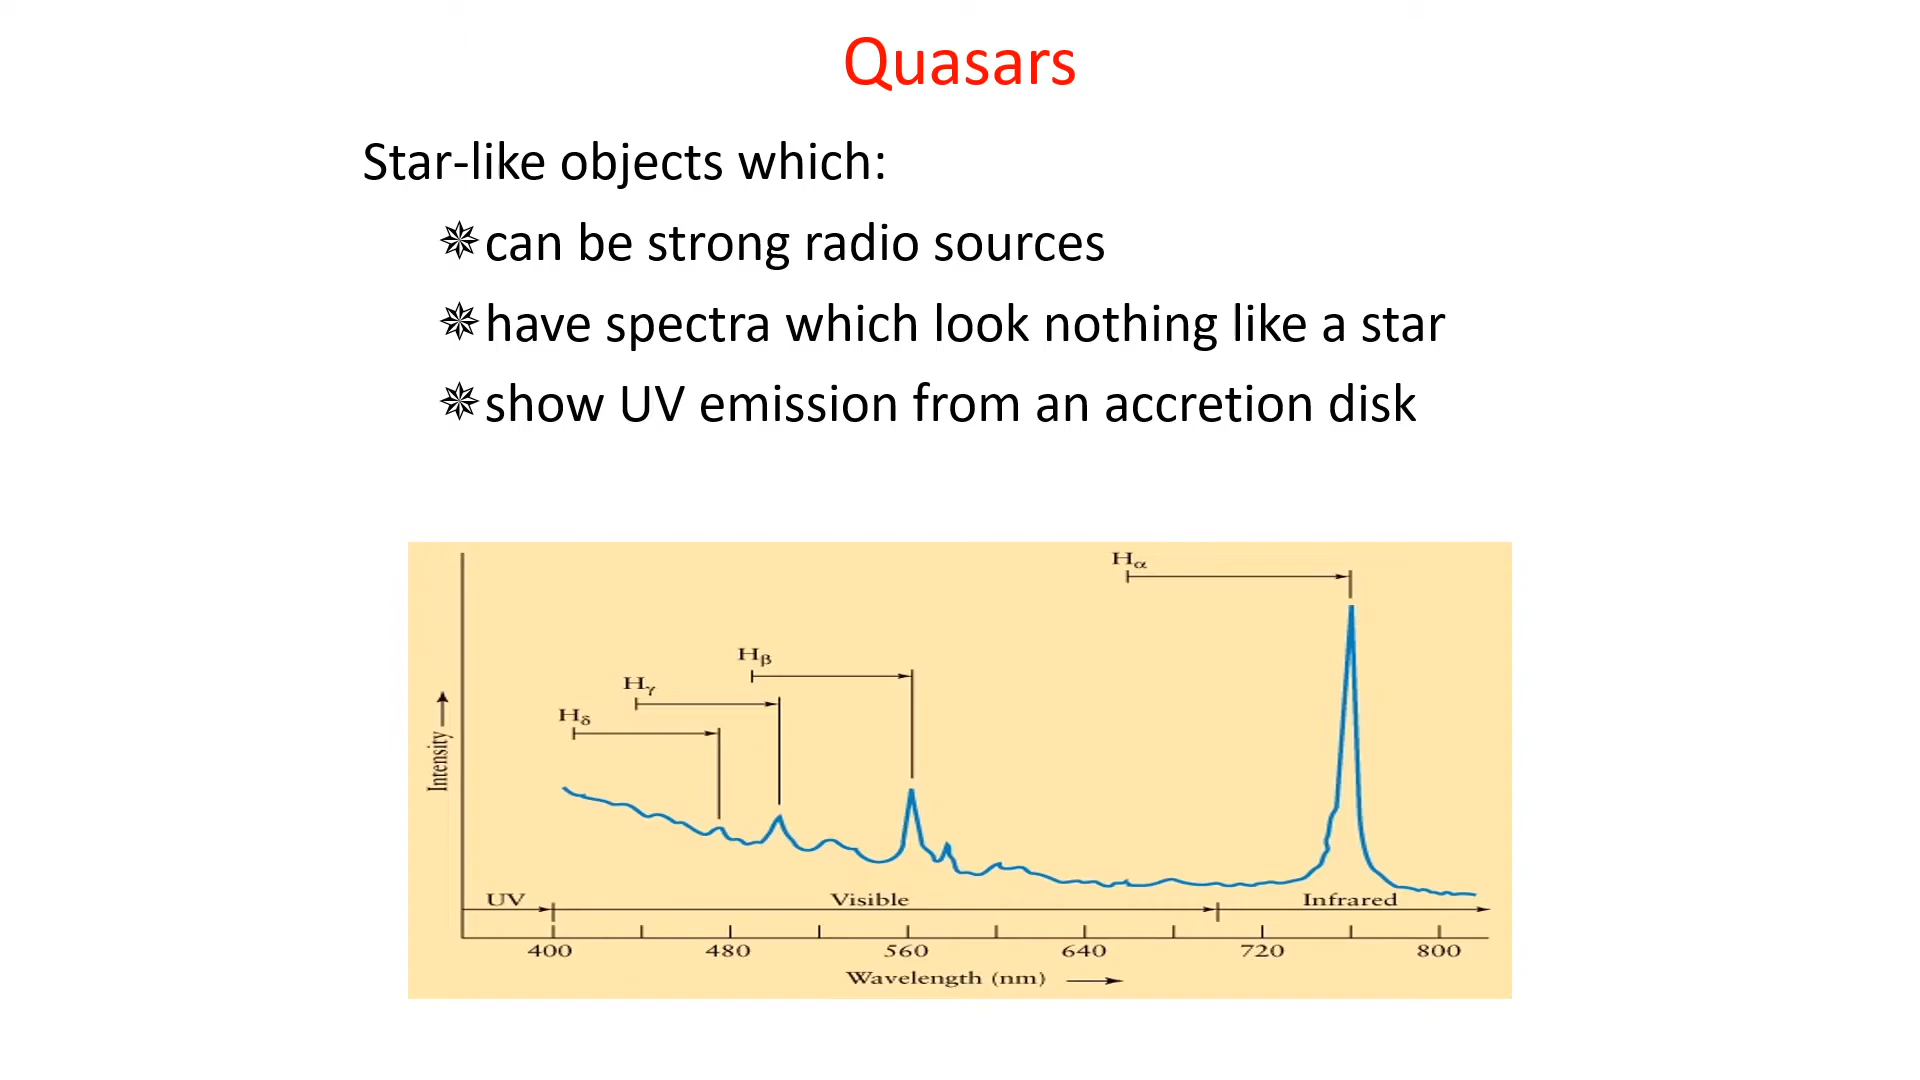 Quasars
Star-like objects which:
✵can be strong radio sources
✵have spectra which look nothing like a star
✵show UV emission from an accretion disk
Hα
Hβ
Hγ
Hδ
Intensity
UV
Visible
Infrared
400 480 560 640 720 800
Wavelength (nm)